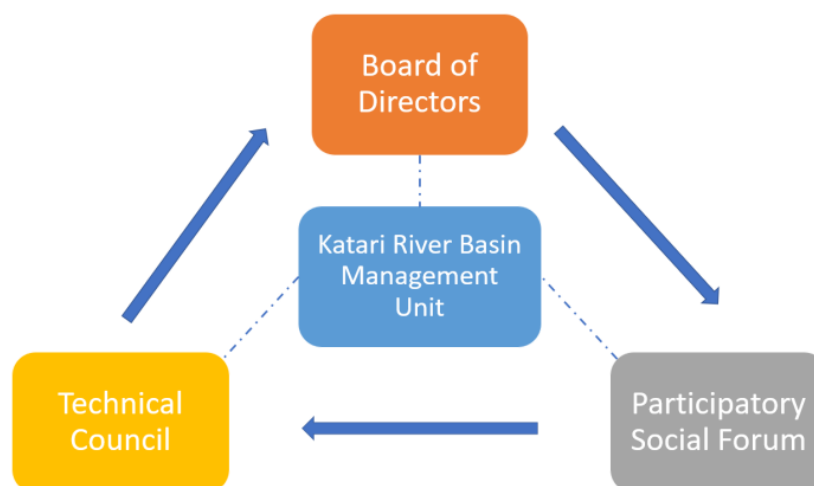 Board of
Directors
Katari River Basin
Management
Unit
Technical
Council
Participatory
Social Forum